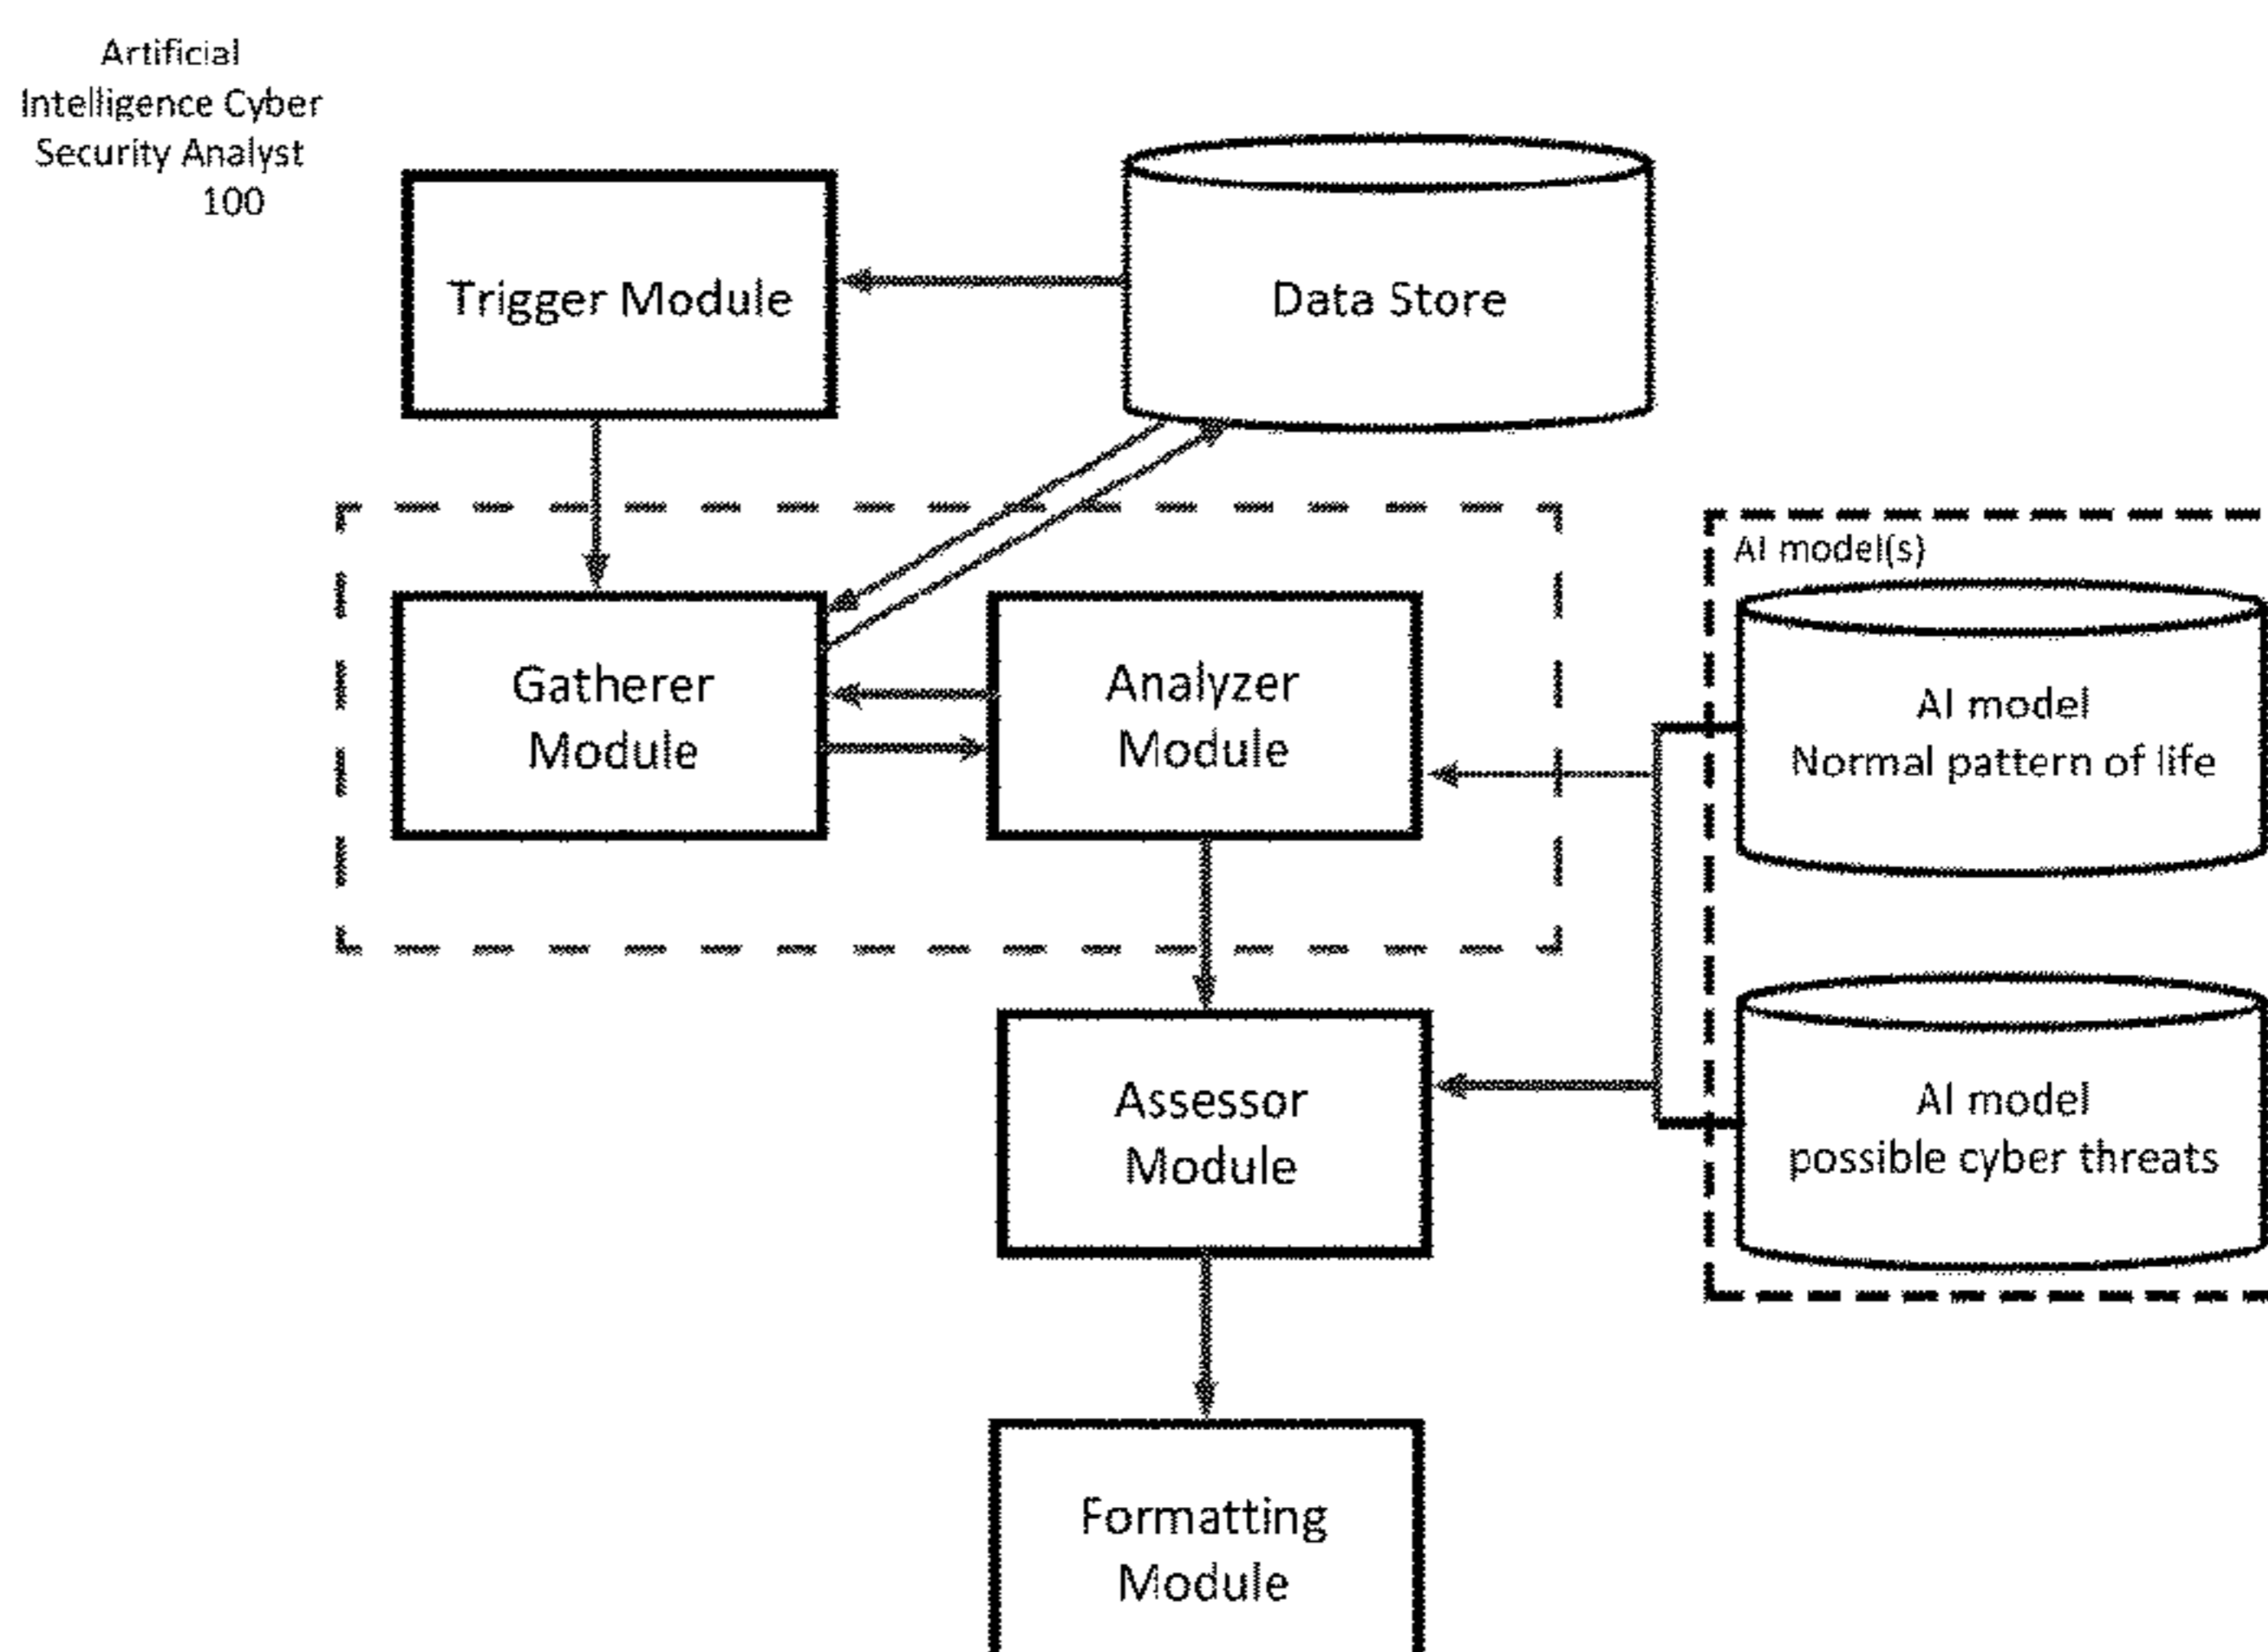 Artificial
Intelligence Cyber
Security Analyst
100
Trigger Module
Data Store
AI model(s)
Gatherer
Module
Analyzer
Module
AI model
Normal pattern of life
Assessor
Module
AI model
possible cyber threats
Formatting
Module